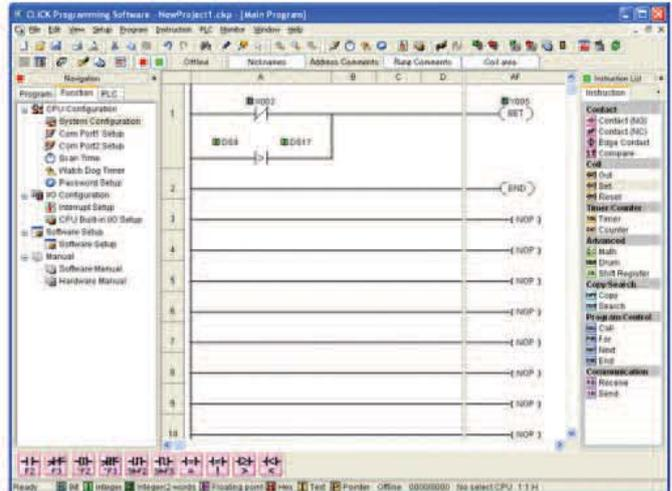 CLICK Programming Software - NewProject1.ckp - [Main Program]
File Edit View Setup Program Instruction PLC Monitor Window Help
Offline Nicknames Address Comments Rung Comments Coil area
Navigation
Program Function PLC
CPU Configuration
System Configuration
Com Port1 Setup
Com Port2 Setup
Scan Time
Watch Dog Timer
Password Setup
I/O Configuration
Interrupt Setup
CPU Built-in I/O Setup
Software Setup
Software Setup
Manual
Software Manual
Hardware Manual
A B C D AF
1
X002
Y005
SET
DS17
2
END
3
NOP
4
NOP
5
NOP
6
NOP
7
NOP
8
NOP
9
NOP
10
NOP
Instruction List
Instruction
Contact
Contact (NO)
Contact (NC)
Edge Contact
Compare
Coil
Out
Set
Reset
Timer/Counter
Timer
Counter
Advanced
Math
Drum
Shift Register
Copy/Search
Copy
Search
Program Control
Call
For
Next
End
Communication
Receive
Send
F2 F3
Ready Bit Integer Integer(2 words) Floating point Hex Text Pointer Offline 00000000 No select CPU 1:1 H